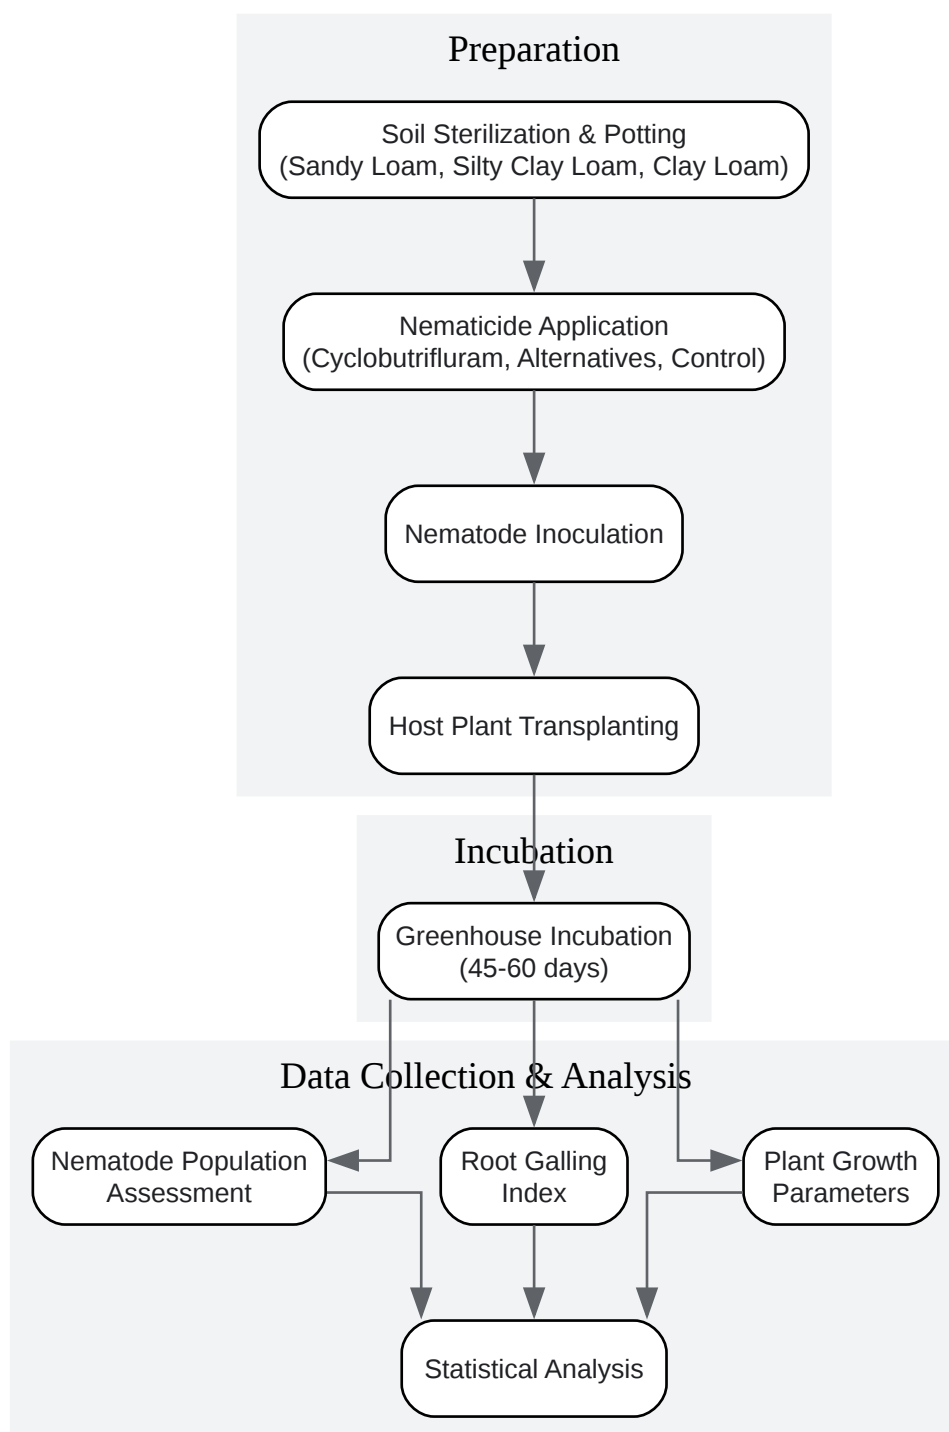 Preparation
Soil Sterilization & Potting
(Sandy Loam, Silty Clay Loam, Clay Loam)
Nematicide Application
(Cyclobutrifluram, Alternatives, Control)
Nematode Inoculation
Host Plant Transplanting
Incubation
Greenhouse Incubation
(45-60 days)
Data Collection & Analysis
Nematode Population
Assessment
Root Galling
Index
Plant Growth
Parameters
Statistical Analysis